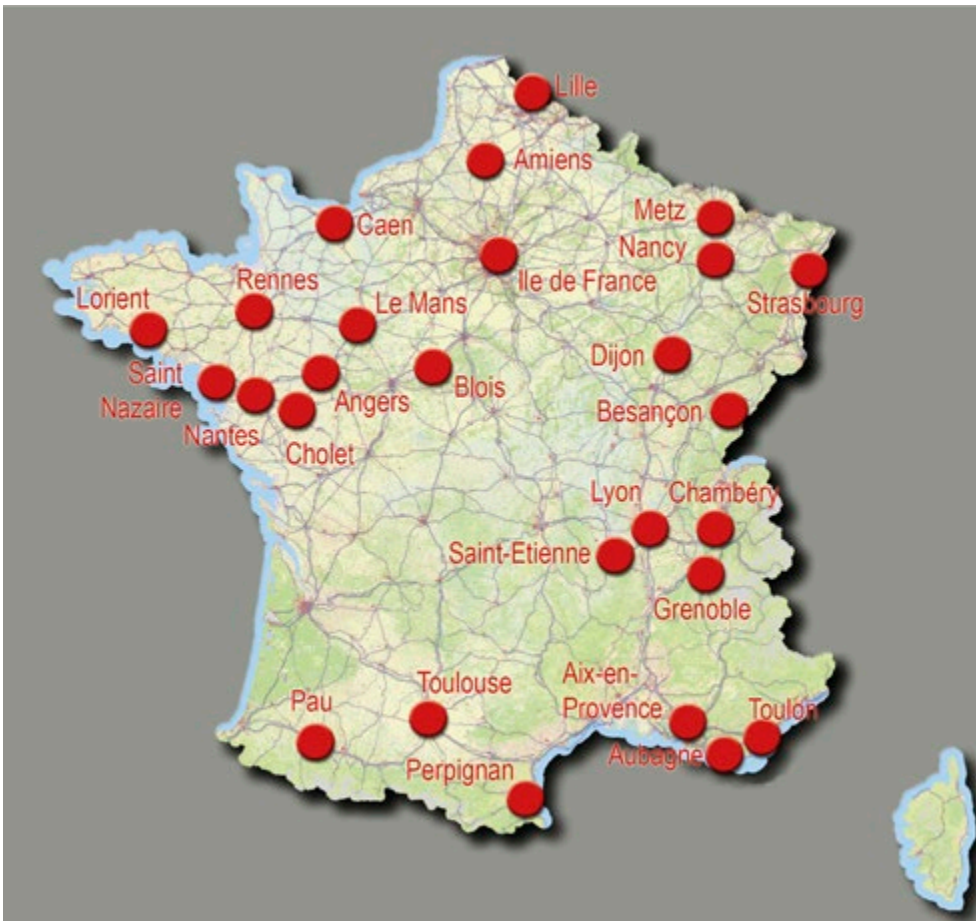 Lille
Amiens
Metz
Caen
Nancy
Ile de France
Rennes
Lorient
Le Mans
Strasbourg
Dijon
Saint
Nazaire
Blois
Angers
Besançon
Nantes
Cholet
Lyon
Chambéry
Saint-Etienne
Grenoble
Aix-en-
Provence
Toulouse
Pau
Toulon
Aubagne
Perpignan